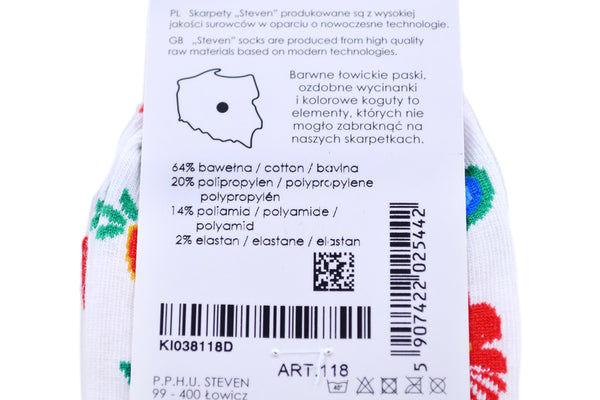 PL Skarpety „Steven” produkowane są z wysokiej
jakości surowców w oparciu o nowoczesne technologie.
GB „Steven” socks are produced from high quality
raw materials based on modern technologies.
Barwne łowickie paski,
ozdobne wycinanki
i kolorowe koguty to
elementy, których nie
mogło zabraknąć na
naszych skarpetkach.
64% bawełna / cotton / bavlna
20% polipropylen / polypropylene
polypropylén
14% poliamid / polyamide /
polyamid
2% elastan / elastane / elastan
KI038118D
5 907422 025442
ART.118
40°
P.P.H.U. STEVEN
99 - 400 Łowicz